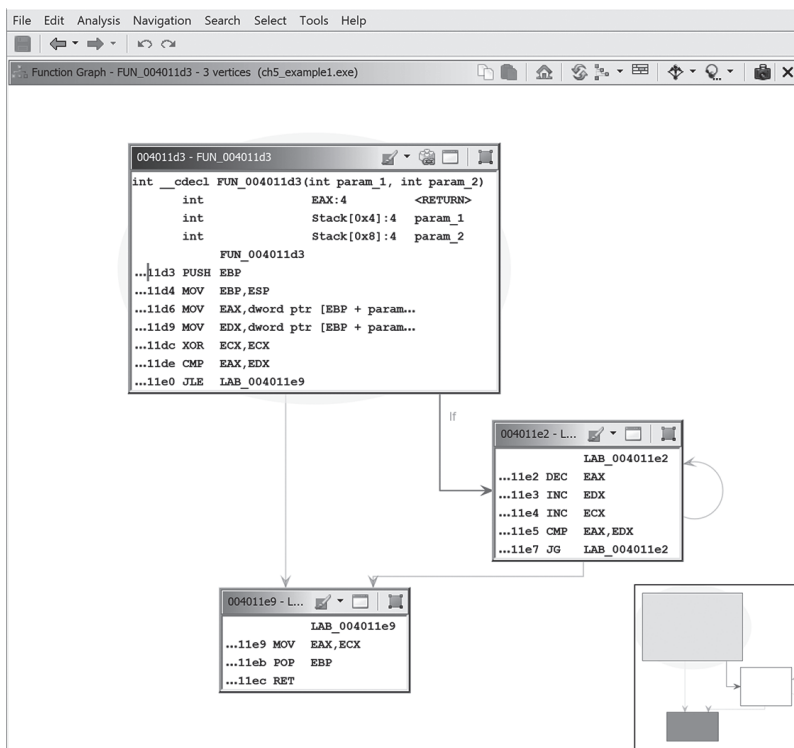 File Edit Analysis Navigation Search Select Tools Help
Function Graph - FUN_004011d3 - 3 vertices (ch5_example1.exe)
004011d3 - FUN_004011d3
int __cdecl FUN_004011d3(int param_1, int param_2)
int EAX:4 <RETURN>
int Stack[0x4]:4 param_1
int Stack[0x8]:4 param_2
FUN_004011d3
...11d3 PUSH EBP
...11d4 MOV EBP,ESP
...11d6 MOV EAX,dword ptr [EBP + param...
...11d9 MOV EDX,dword ptr [EBP + param...
...11dc XOR ECX,ECX
...11de CMP EAX,EDX
...11e0 JLE LAB_004011e9
If
004011e2 - L...
LAB_004011e2
...11e2 DEC EAX
...11e3 INC EDX
...11e4 INC ECX
...11e5 CMP EAX,EDX
...11e7 JG LAB_004011e2
004011e9 - L...
LAB_004011e9
...11e9 MOV EAX,ECX
...11eb POP EBP
...11ec RET